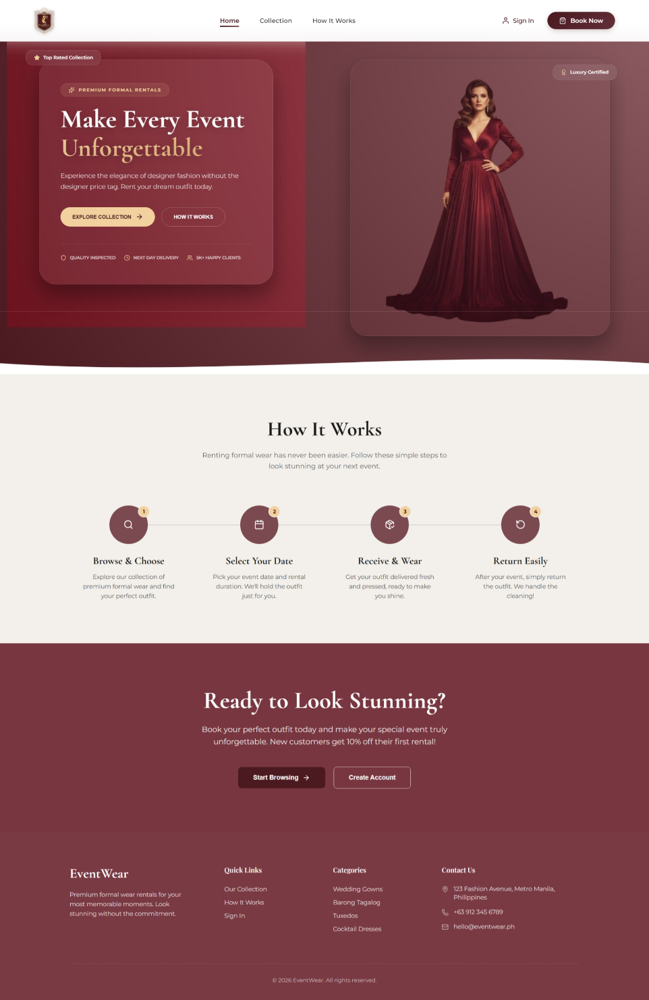 Home
Collection
How It Works
Sign In
Book Now
Top Rated Collection
Luxury Certified
PREMIUM FORMAL RENTALS
Make Every Event
Unforgettable
Experience the elegance of designer fashion without the
designer price tag. Rent your dream outfit today.
EXPLORE COLLECTION
HOW IT WORKS
QUALITY INSPECTED
NEXT DAY DELIVERY
5K+ HAPPY CLIENTS
How It Works
Renting formal wear has never been easier. Follow these simple steps to
look stunning at your next event.
1
Browse & Choose
Explore our collection of
premium formal wear and find
your perfect outfit.
2
Select Your Date
Pick your event date and rental
duration. We'll hold the outfit
just for you.
3
Receive & Wear
Get your outfit delivered fresh
and pressed, ready to make
you shine.
4
Return Easily
After your event, simply return
the outfit. We handle the
cleaning!
Ready to Look Stunning?
Book your perfect outfit today and make your special event truly
unforgettable. New customers get 10% off their first rental!
Start Browsing
Create Account
EventWear
Premium formal wear rentals for your
most memorable moments. Look
stunning without the commitment.
Quick Links
Our Collection
How It Works
Sign In
Categories
Wedding Gowns
Barong Tagalog
Tuxedos
Cocktail Dresses
Contact Us
123 Fashion Avenue, Metro Manila,
Philippines
+63 912 345 6789
hello@eventwear.ph
© 2026 EventWear. All rights reserved.